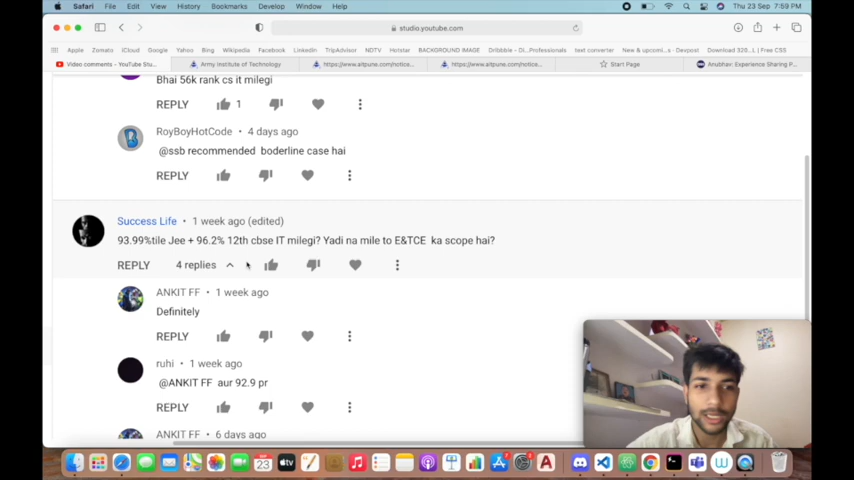 Safari File Edit View History Bookmarks Develop Window Help Thu 23 Sep 7:59 PM
studio.youtube.com
Apple Zomato iCloud Google Yahoo Bing Wikipedia Facebook LinkedIn TripAdvisor NDTV Hotstar BACKGROUND IMAGE Dribbble - Di...Professionals text converter New & upcomi...s - Devpost Download 320...( Free CSS
Video comments - YouTube Stu... Army Institute of Technology https://www.aitpune.com/notice... https://www.aitpune.com/notice... Start Page Anubhav: Experience Sharing P...
Bhai 56k rank cs it milegi
REPLY 1
RoyBoyHotCode • 4 days ago
@ssb recommended boderline case hai
REPLY
Success Life • 1 week ago (edited)
93.99%tile Jee + 96.2% 12th cbse IT milegi? Yadi na mile to E&TCE ka scope hai?
REPLY 4 replies
ANKIT FF • 1 week ago
Definitely
REPLY
ruhi • 1 week ago
@ANKIT FF aur 92.9 pr
REPLY
ANKIT FF • 6 days ago
SEP
23